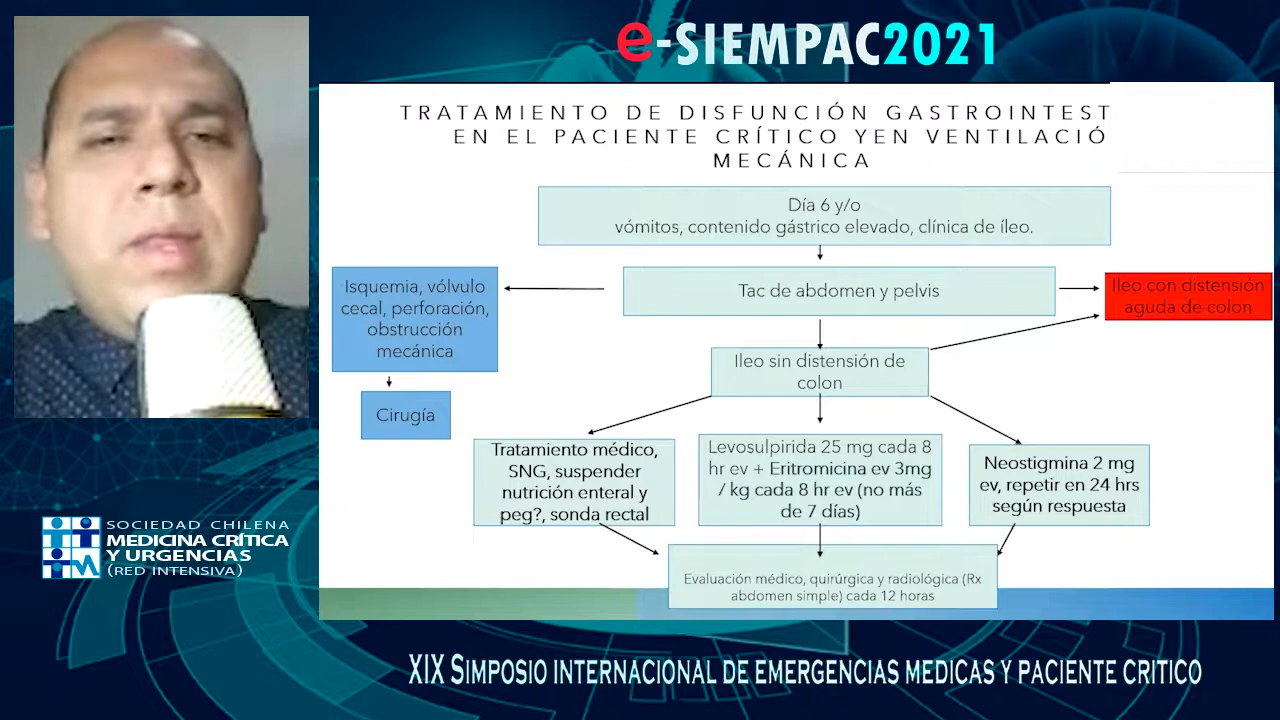 e-SIEMPAC2021
TRATAMIENTO DE DISFUNCIÓN GASTROINTEST
EN EL PACIENTE CRÍTICO YEN VENTILACIÓ
MECÁNICA
Día 6 y/o
vómitos, contenido gástrico elevado, clínica de íleo.
Isquemia, vólvulo
cecal, perforación,
obstrucción
mecánica
Tac de abdomen y pelvis
Ileo con distensión
aguda de colon
Ileo sin distensión de
colon
Cirugía
Tratamiento médico,
SNG, suspender
nutrición enteral y
peg?, sonda rectal
Levosulpirida 25 mg cada 8
hr ev + Eritromicina ev 3mg
/ kg cada 8 hr ev (no más
de 7 días)
Neostigmina 2 mg
ev, repetir en 24 hrs
según respuesta
Evaluación médico, quirúrgica y radiológica (Rx
abdomen simple) cada 12 horas
SOCIEDAD CHILENA
MEDICINA CRÍTICA
Y URGENCIAS
(RED INTENSIVA)
XIX SIMPOSIO INTERNACIONAL DE EMERGENCIAS MEDICAS Y PACIENTE CRITICO